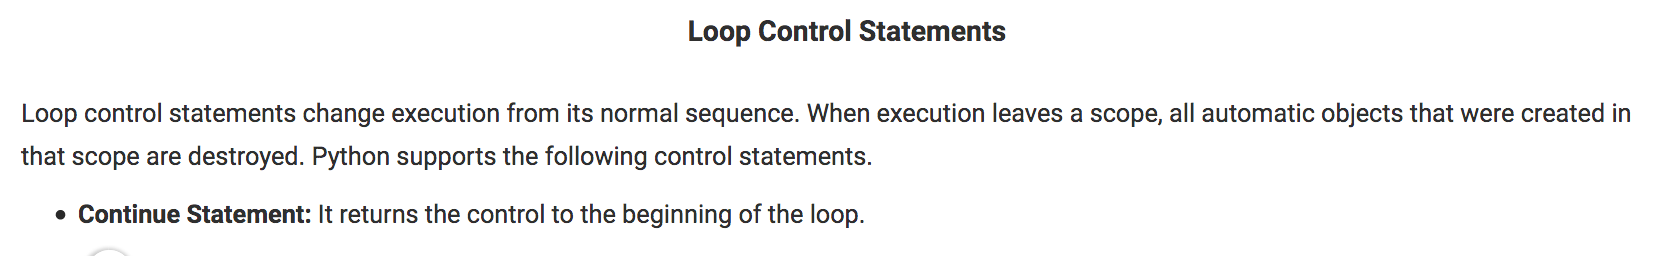 Loop Control Statements
Loop control statements change execution from its normal sequence. When execution leaves a scope, all automatic objects that were created in
that scope are destroyed. Python supports the following control statements.
• Continue Statement: It returns the control to the beginning of the loop.